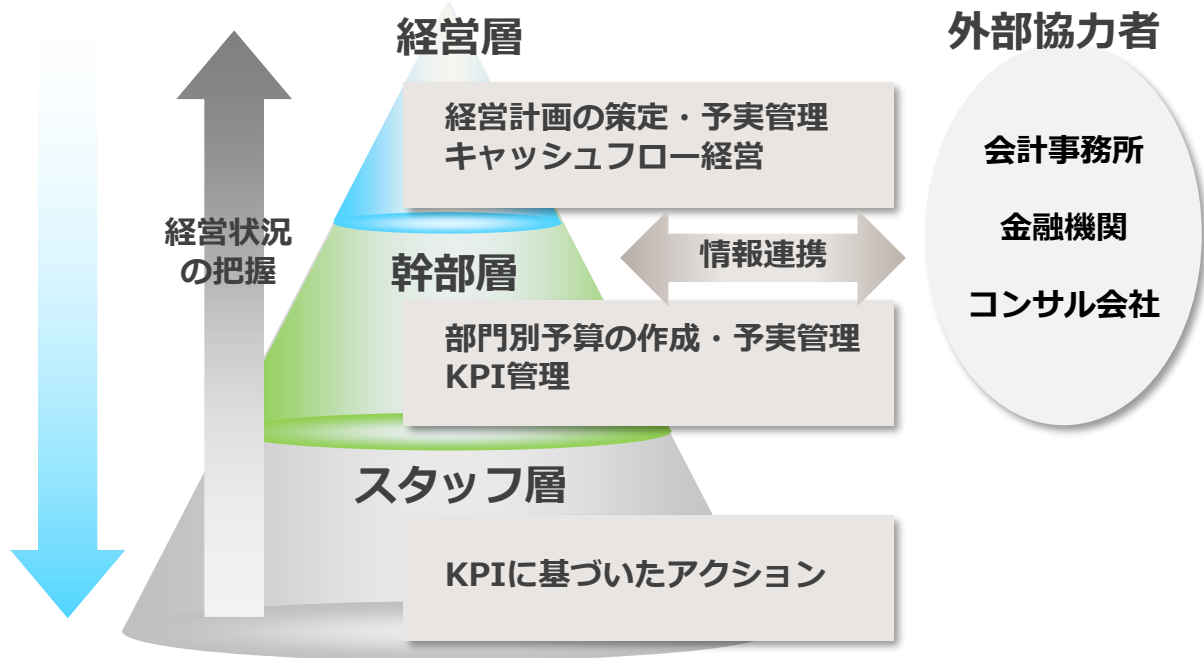 経営層
外部協力者
経営計画の策定・予実管理
キャッシュフロー経営
会計事務所
金融機関
コンサル会社
経営状況
の把握
情報連携
幹部層
部門別予算の作成・予実管理
KPI管理
スタッフ層
KPIに基づいたアクション